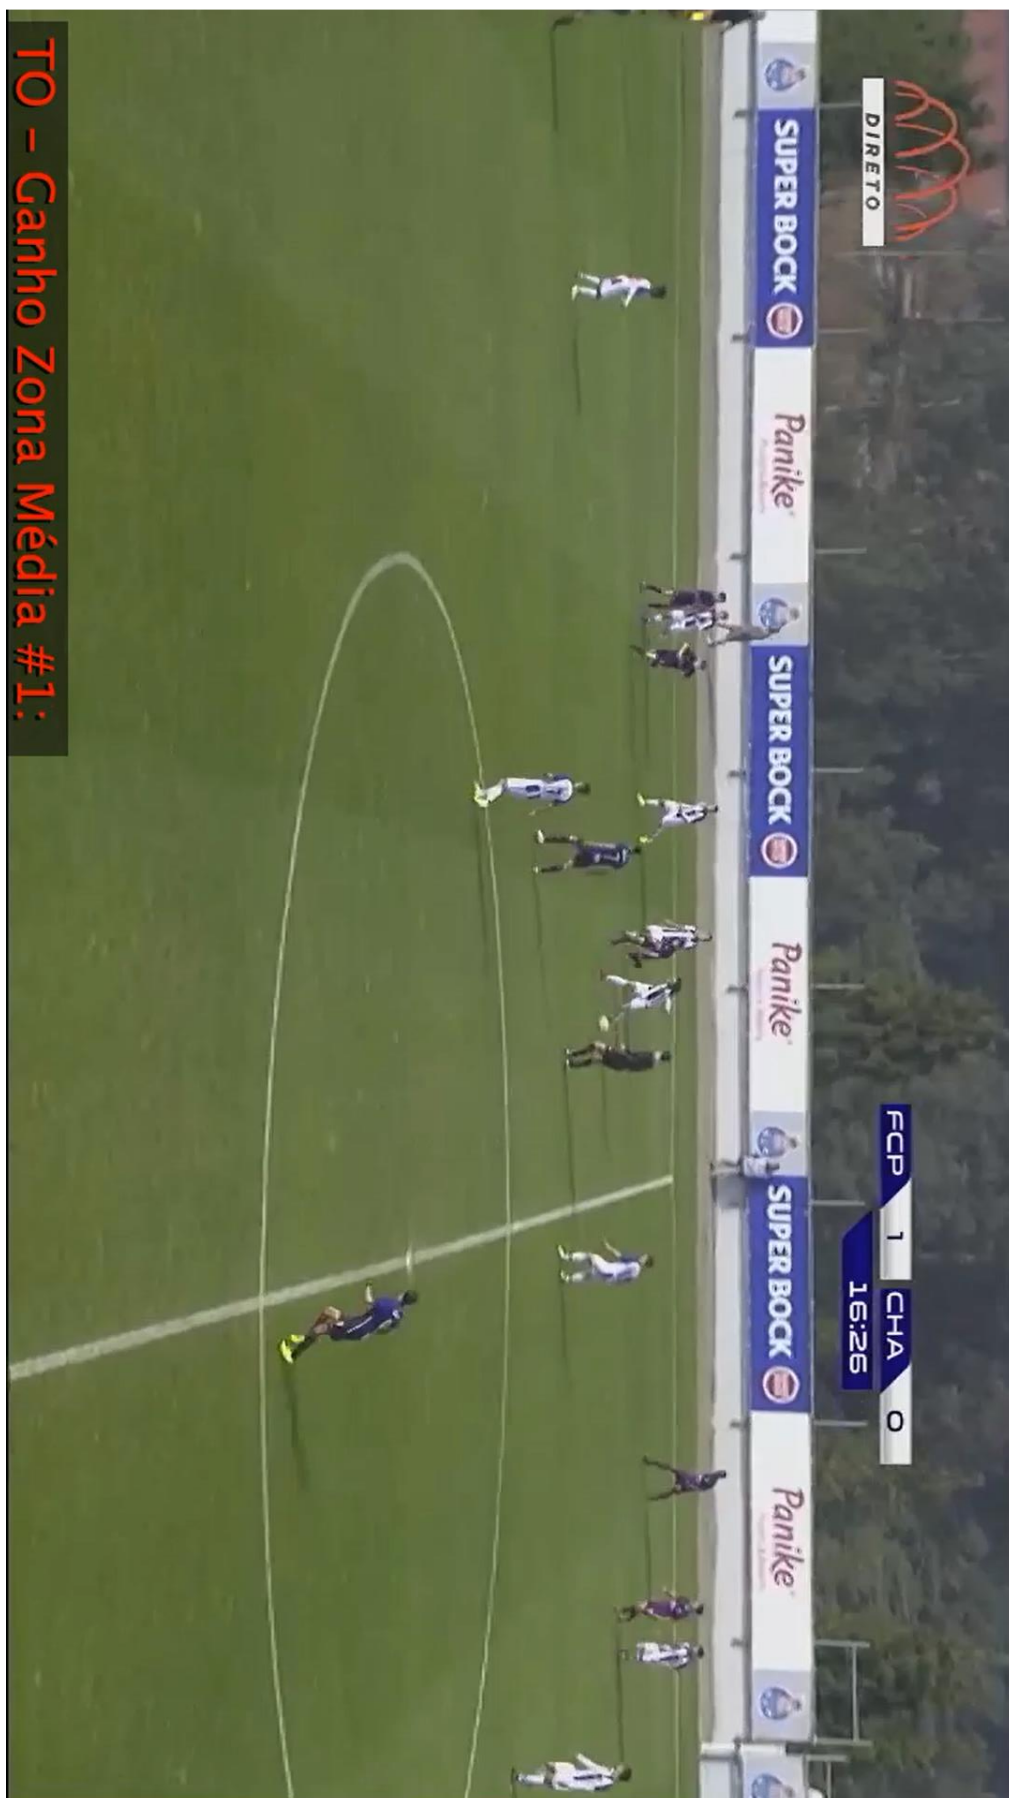 DIRETO
FCP 1 CHA 0
16:26
SUPER BOCK
Panike
SUPER BOCK
Panike
SUPER BOCK
Panike
TO - Ganho Zona Média #1: